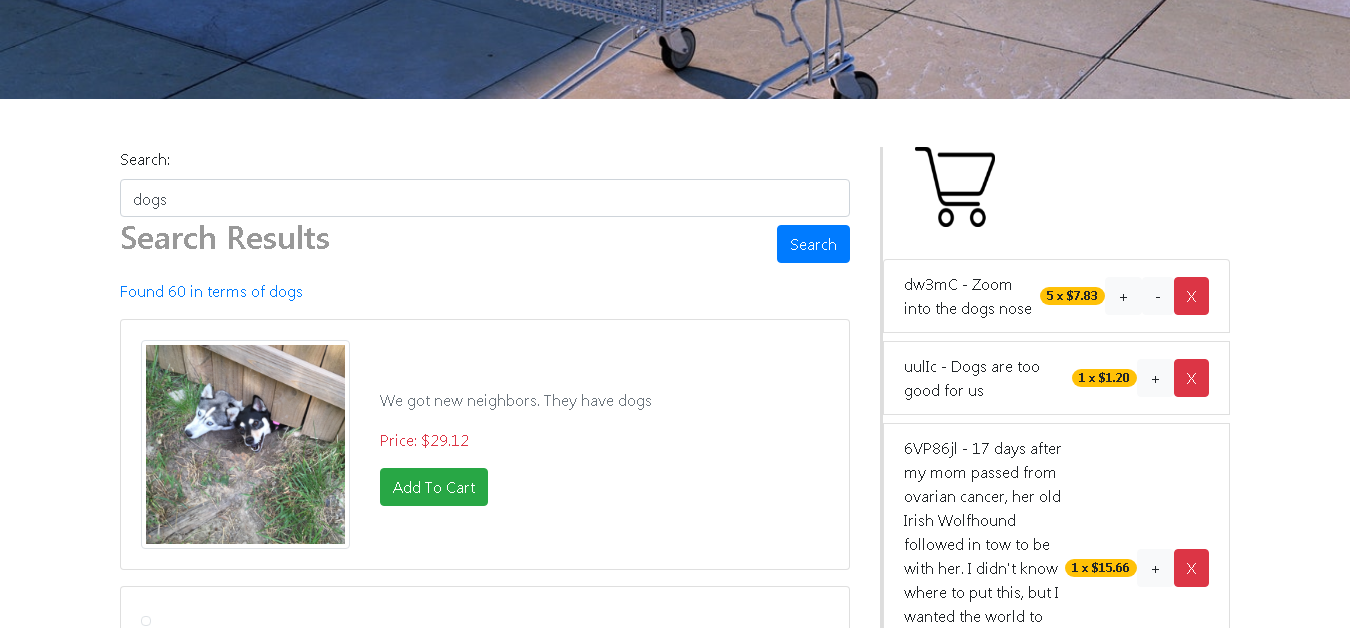 Search:
dogs
Search Results
Search
Found 60 in terms of dogs
We got new neighbors. They have dogs
Price: $29.12
Add To Cart
dw3mC - Zoom
into the dogs nose
5 x $7.83
+
-
X
uulIc - Dogs are too
good for us
1 x $1.20
+
X
6VP86jl - 17 days after
my mom passed from
ovarian cancer, her old
Irish Wolfhound
followed in tow to be
with her. I didn't know
where to put this, but I
wanted the world to
1 x $15.66
+
X